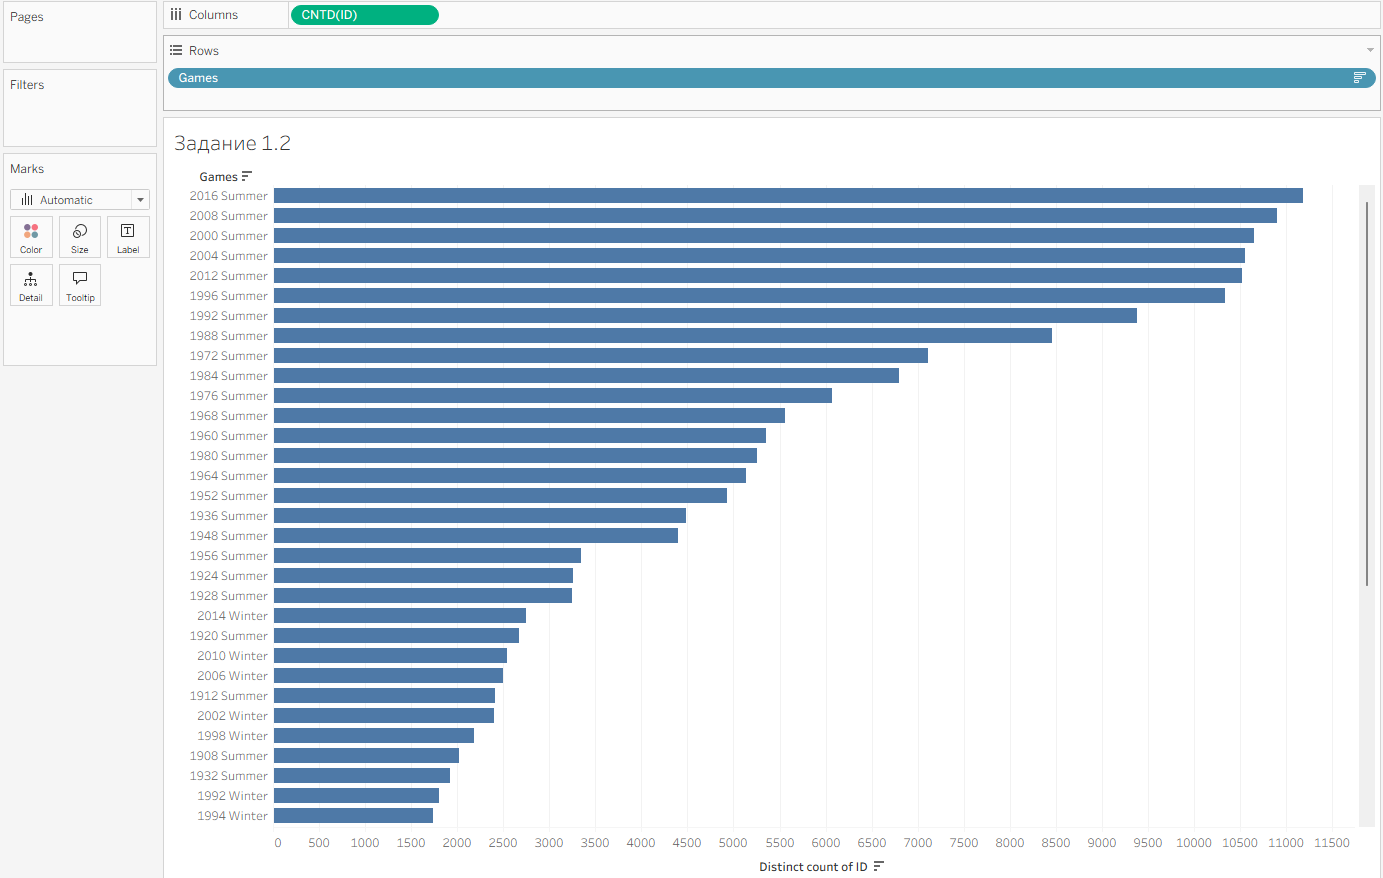 Pages
Filters
Marks
Automatic
Color Size Label
Detail Tooltip
Columns CNTD(ID)
Rows
Games
Задание 1.2
Games
2016 Summer
2008 Summer
2000 Summer
2004 Summer
2012 Summer
1996 Summer
1992 Summer
1988 Summer
1972 Summer
1984 Summer
1976 Summer
1968 Summer
1960 Summer
1980 Summer
1964 Summer
1952 Summer
1936 Summer
1948 Summer
1956 Summer
1924 Summer
1928 Summer
2014 Winter
1920 Summer
2010 Winter
2006 Winter
1912 Summer
2002 Winter
1998 Winter
1908 Summer
1932 Summer
1992 Winter
1994 Winter
0 500 1000 1500 2000 2500 3000 3500 4000 4500 5000 5500 6000 6500 7000 7500 8000 8500 9000 9500 10000 10500 11000 11500
Distinct count of ID